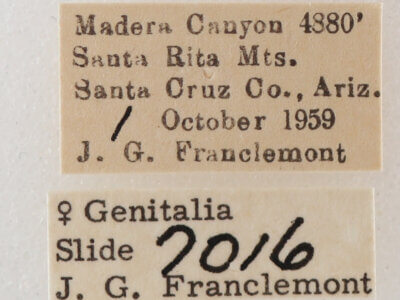 Madera Canyon 4880'
Santa Rita Mts.
Santa Cruz Co., Ariz.
1 October 1959
J. G. Franclemont
♀ Genitalia
Slide 7016
J. G. Franclemont